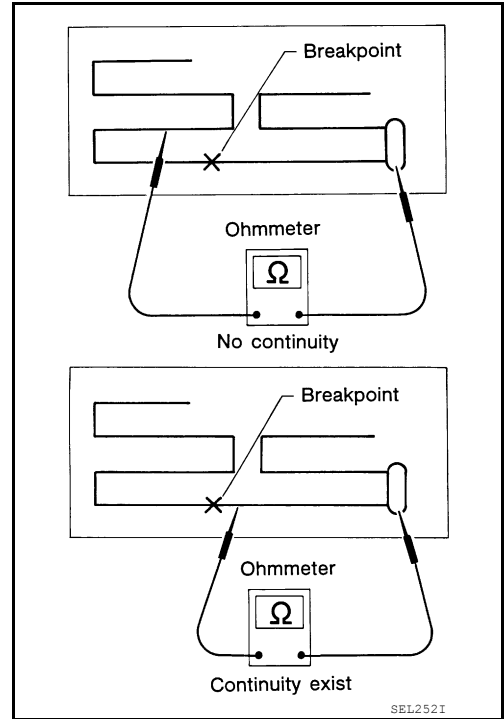 Breakpoint
Ohmmeter
Ω
No continuity
Breakpoint
Ohmmeter
Ω
Continuity exist
SEL252I